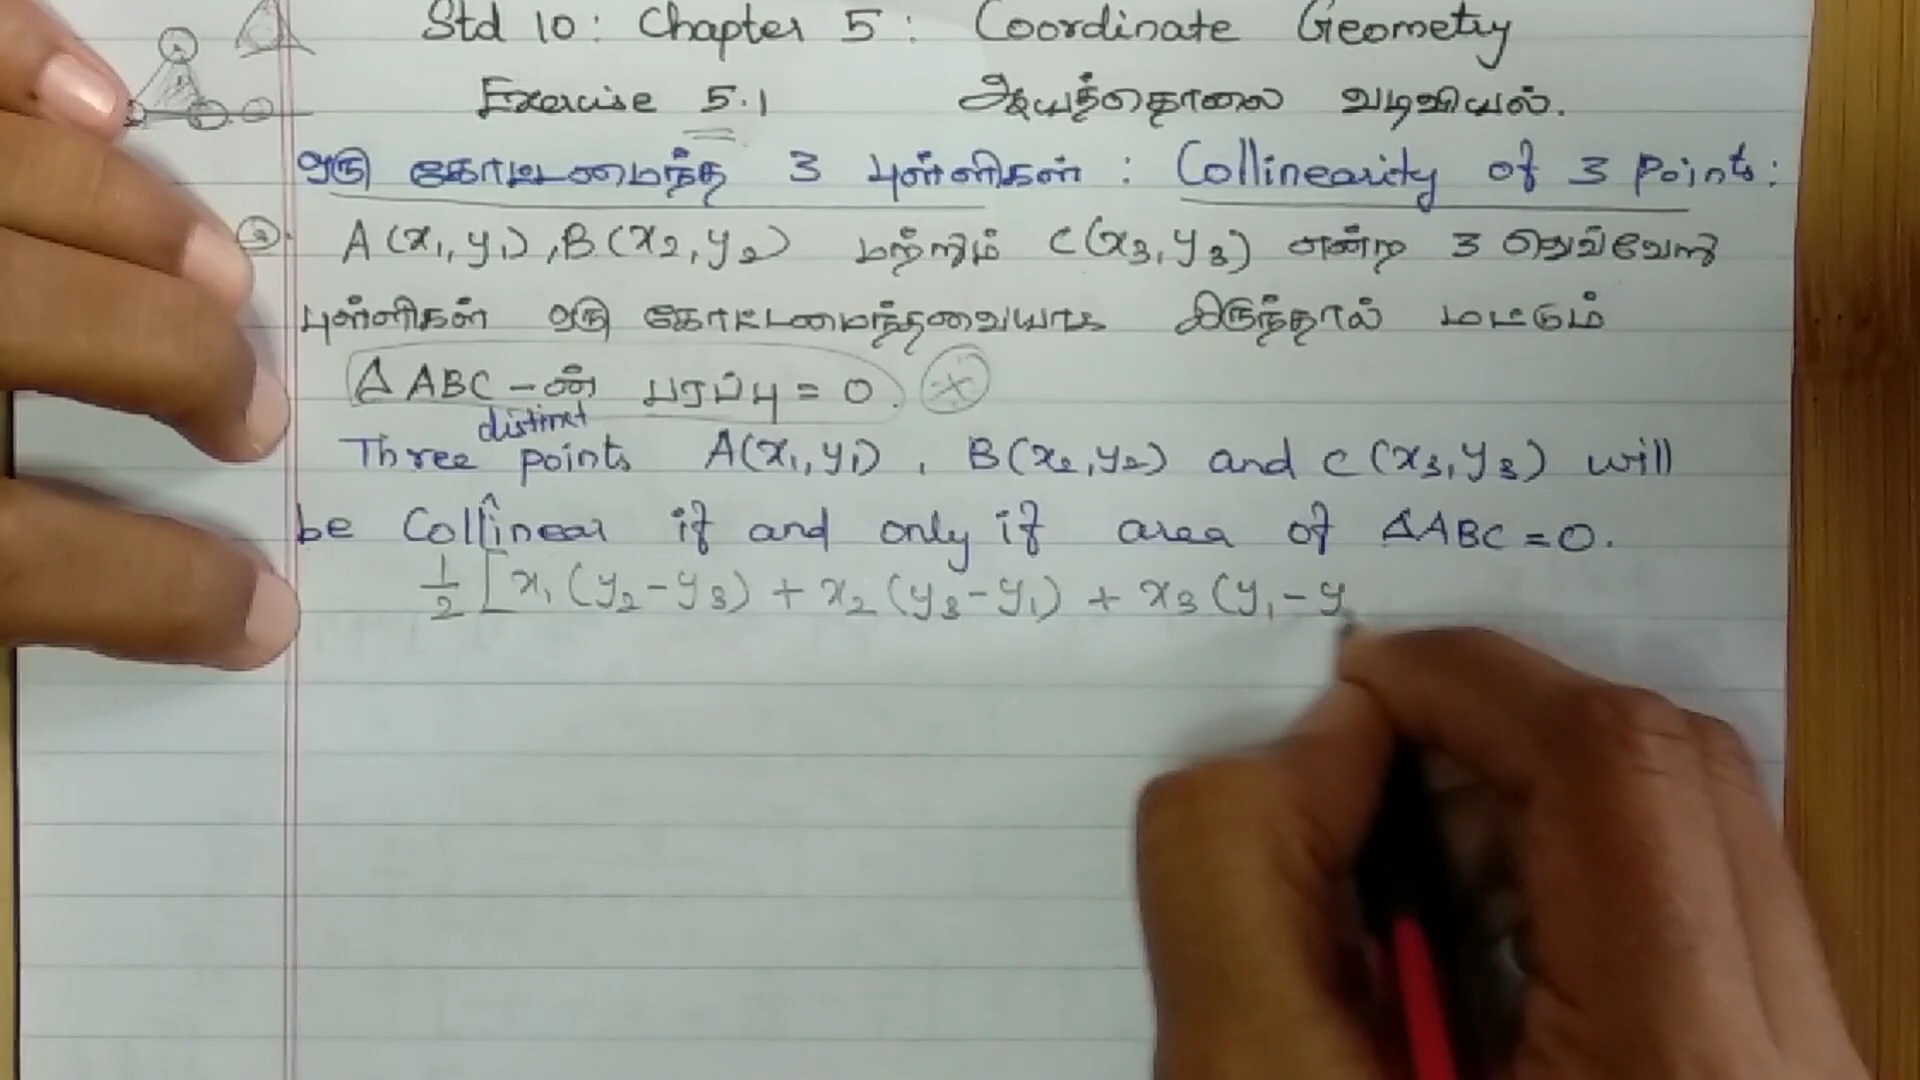 Std 10: Chapter 5: Coordinate Geometry
Exercise 5.1 ஆயத்தொலை வடிவியல்.
ஒரு கோட்டமைந்த 3 புள்ளிகள் : Collinearity of 3 Points:
A(x₁,y₁), B(x₂,y₂) மற்றும் C(x₃,y₃) என்ற 3 வெவ்வேறு
புள்ளிகள் ஒரு கோட்டமைந்தவையாக இருந்தால் மட்டும்
Δ ABC -ன் பரப்பு = 0.
distinct
Three points A(x₁,y₁), B(x₂,y₂) and C(x₃,y₃) will
be Collinear if and only if area of ΔABC = 0.
1/2 [x₁(y₂-y₃) + x₂(y₃-y₁) + x₃(y₁-y